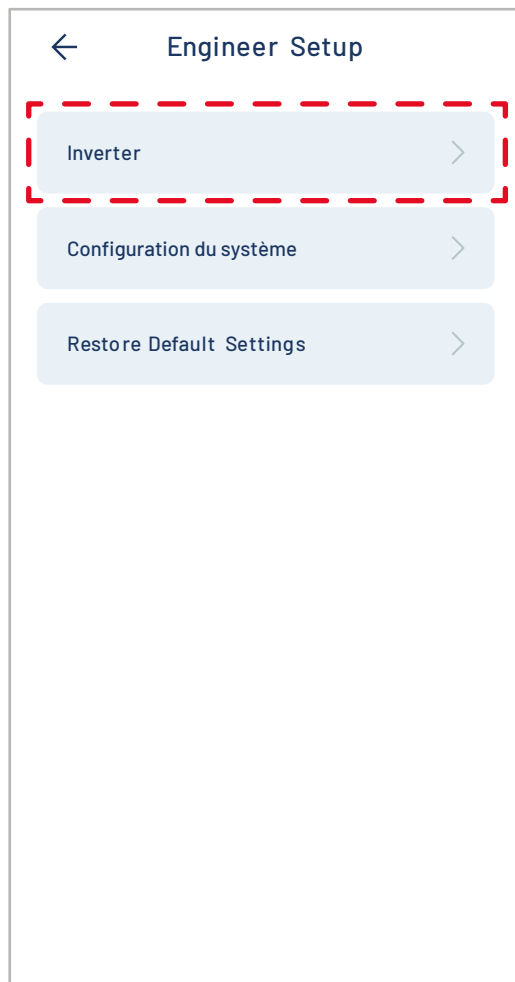 Engineer Setup
Inverter
Configuration du système
Restore Default Settings